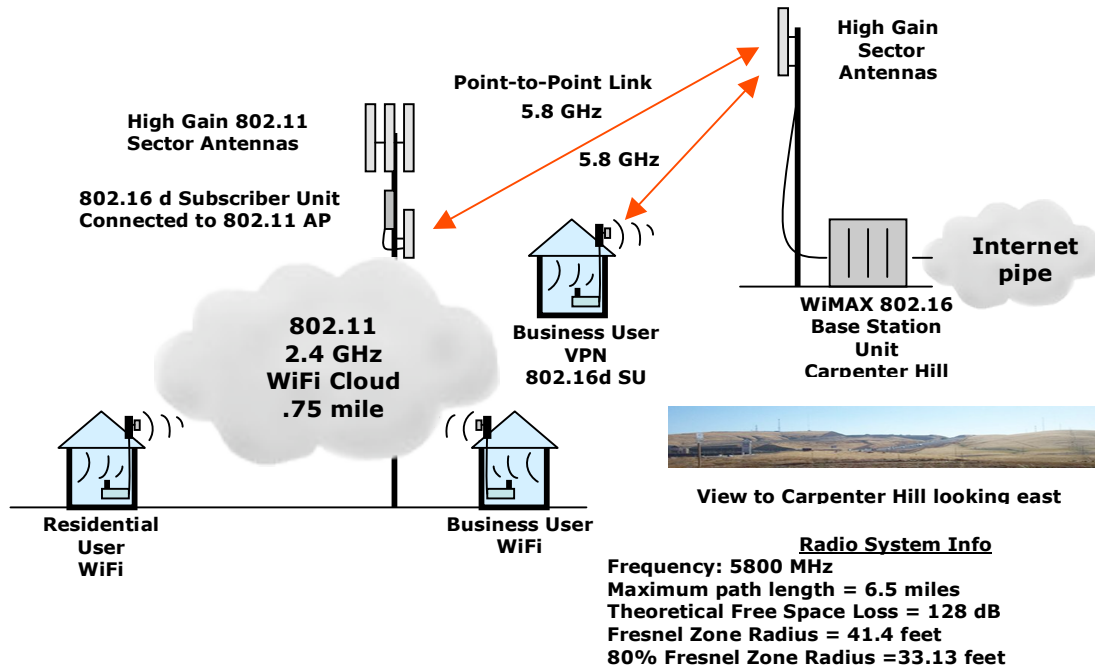 High Gain
Sector
Antennas
Point-to-Point Link
5.8 GHz
High Gain 802.11
Sector Antennas
5.8 GHz
802.16 d Subscriber Unit
Connected to 802.11 AP
Internet
pipe
WiMAX 802.16
Base Station
Unit
Carpenter Hill
802.11
2.4 GHz
WiFi Cloud
.75 mile
Business User
VPN
802.16d SU
View to Carpenter Hill looking east
Residential
User
WiFi
Business User
WiFi
Radio System Info
Frequency: 5800 MHz
Maximum path length = 6.5 miles
Theoretical Free Space Loss = 128 dB
Fresnel Zone Radius = 41.4 feet
80% Fresnel Zone Radius =33.13 feet